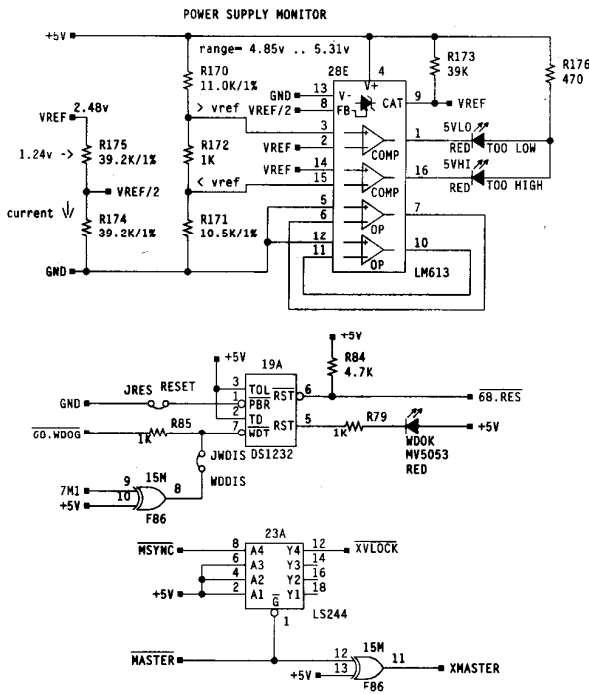 POWER SUPPLY MONITOR
+5V
range= 4.85v .. 5.31v
R170
11.0K/1%
> vref
R172
1K
< vref
R171
10.5K/1%
VREF
2.48v
1.24v ->
R175
39.2K/1%
VREF/2
current
R174
39.2K/1%
GND
28E
4
V+
GND 13 V-
VREF/2 8 FB
CAT 9 VREF
R173
39K
R176
470
3
VREF 2
COMP
1 5VLO
RED TOO LOW
VREF 14
15
COMP
16 5VHI
RED TOO HIGH
5
6
OP
7
12
11
OP
10
LM613
+5V
19A
+5V
R84
4.7K
JRES RESET
GND
3 TOL
1 PBR
2 TD
7 WDT
RST 6
68.RES
RST 5
R79
1K
WDOK
MV5053
RED
+5V
DS1232
R85
1K
JWDIS
WDDIS
7M1 9
+5V 10
15M
8
F86
23A
MSYNC 8 A4 Y4 12 XVLOCK
6 A3 Y3 14
4 A2 Y2 16
+5V 2 A1 Y1 18
G
1
LS244
MASTER
12
+5V 13
15M
11
XMASTER
F86